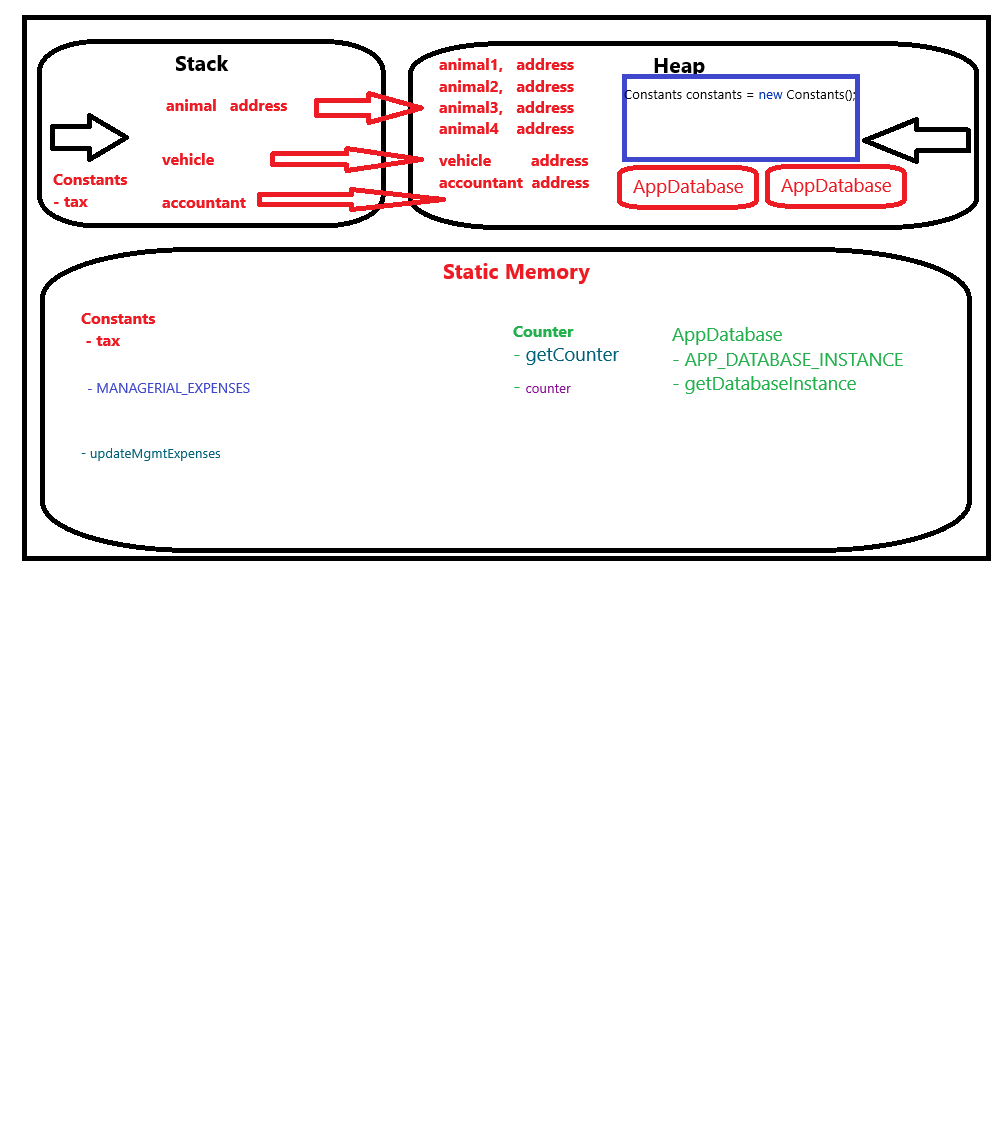 Stack
animal address
vehicle
Constants
- tax
accountant
Heap
animal1, address
animal2, address
animal3, address
animal4 address
vehicle address
accountant address
Constants constants = new Constants();
AppDatabase
AppDatabase
Static Memory
Constants
- tax
- MANAGERIAL_EXPENSES
- updateMgmtExpenses
Counter
- getCounter
- counter
AppDatabase
- APP_DATABASE_INSTANCE
- getDatabaseInstance